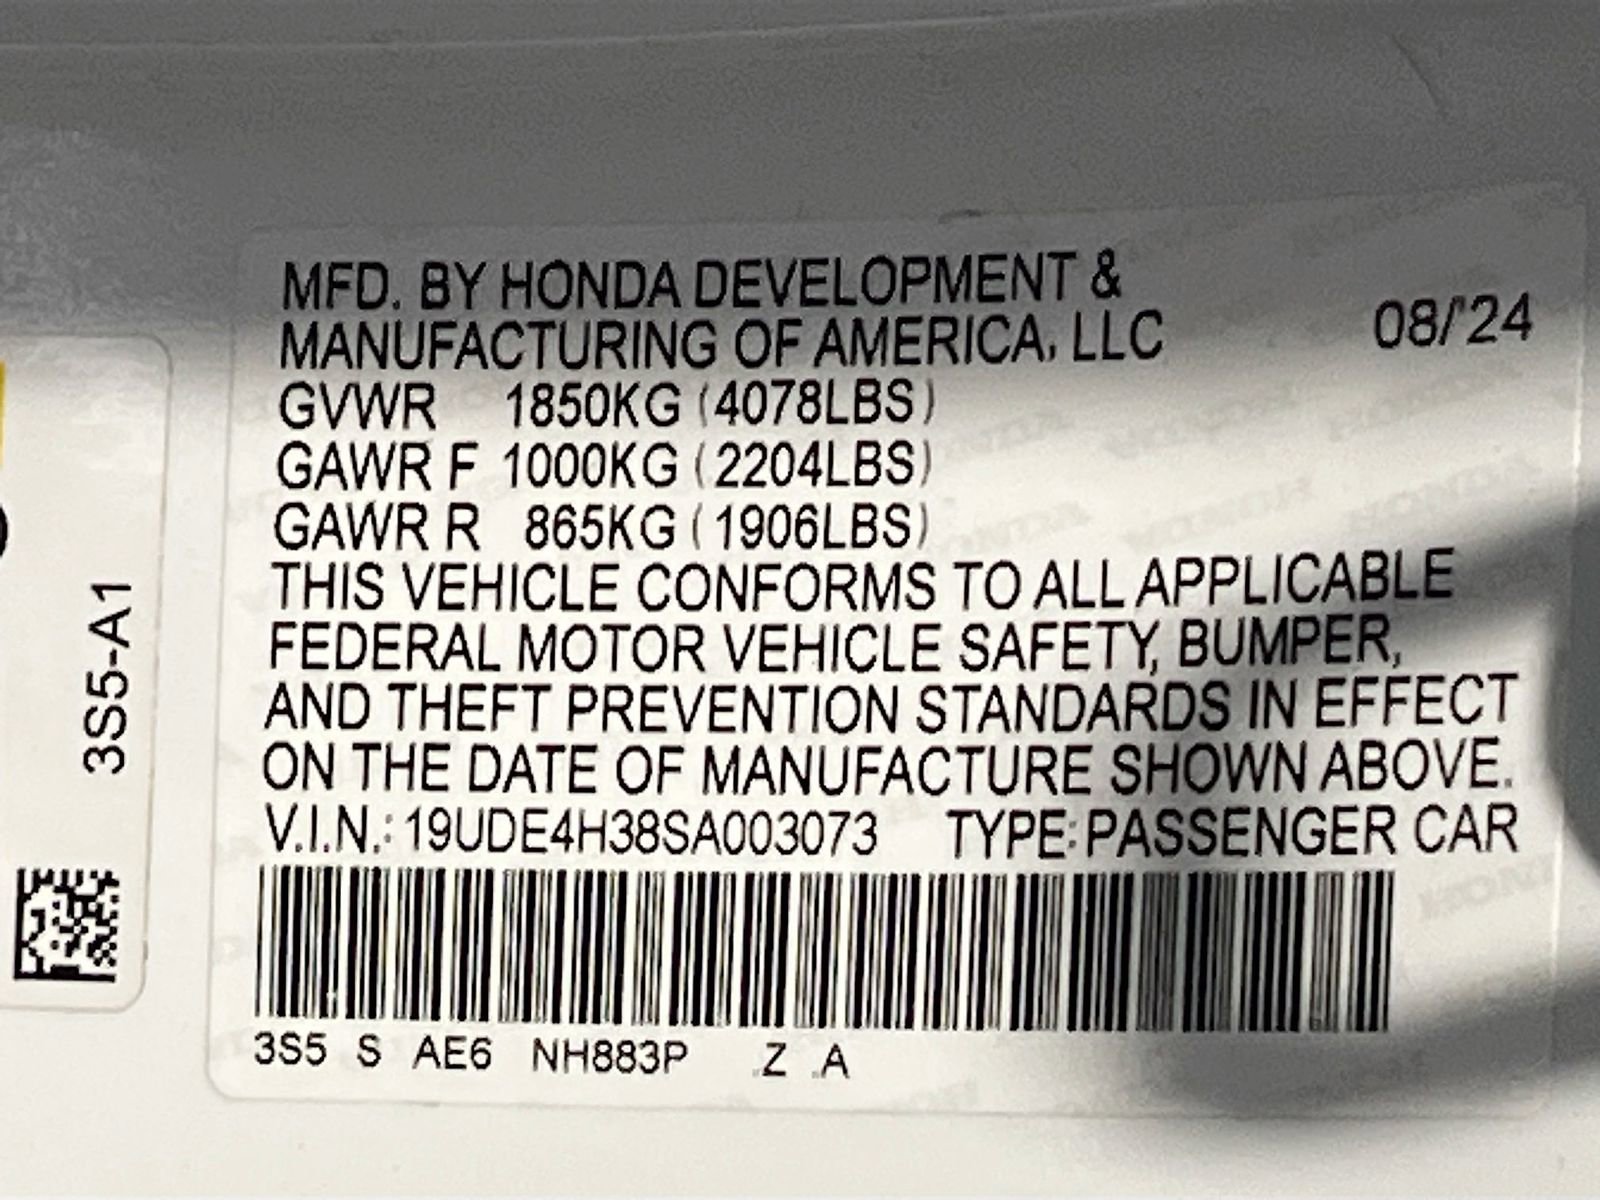 MFD. BY HONDA DEVELOPMENT &
MANUFACTURING OF AMERICA, LLC 08/'24
GVWR 1850KG (4078LBS)
GAWR F 1000KG (2204LBS)
GAWR R 865KG (1906LBS)
THIS VEHICLE CONFORMS TO ALL APPLICABLE
FEDERAL MOTOR VEHICLE SAFETY, BUMPER,
AND THEFT PREVENTION STANDARDS IN EFFECT
ON THE DATE OF MANUFACTURE SHOWN ABOVE.
V.I.N.: 19UDE4H38SA003073 TYPE: PASSENGER CAR
3S5 S AE6 NH883P Z A
3S5-A1